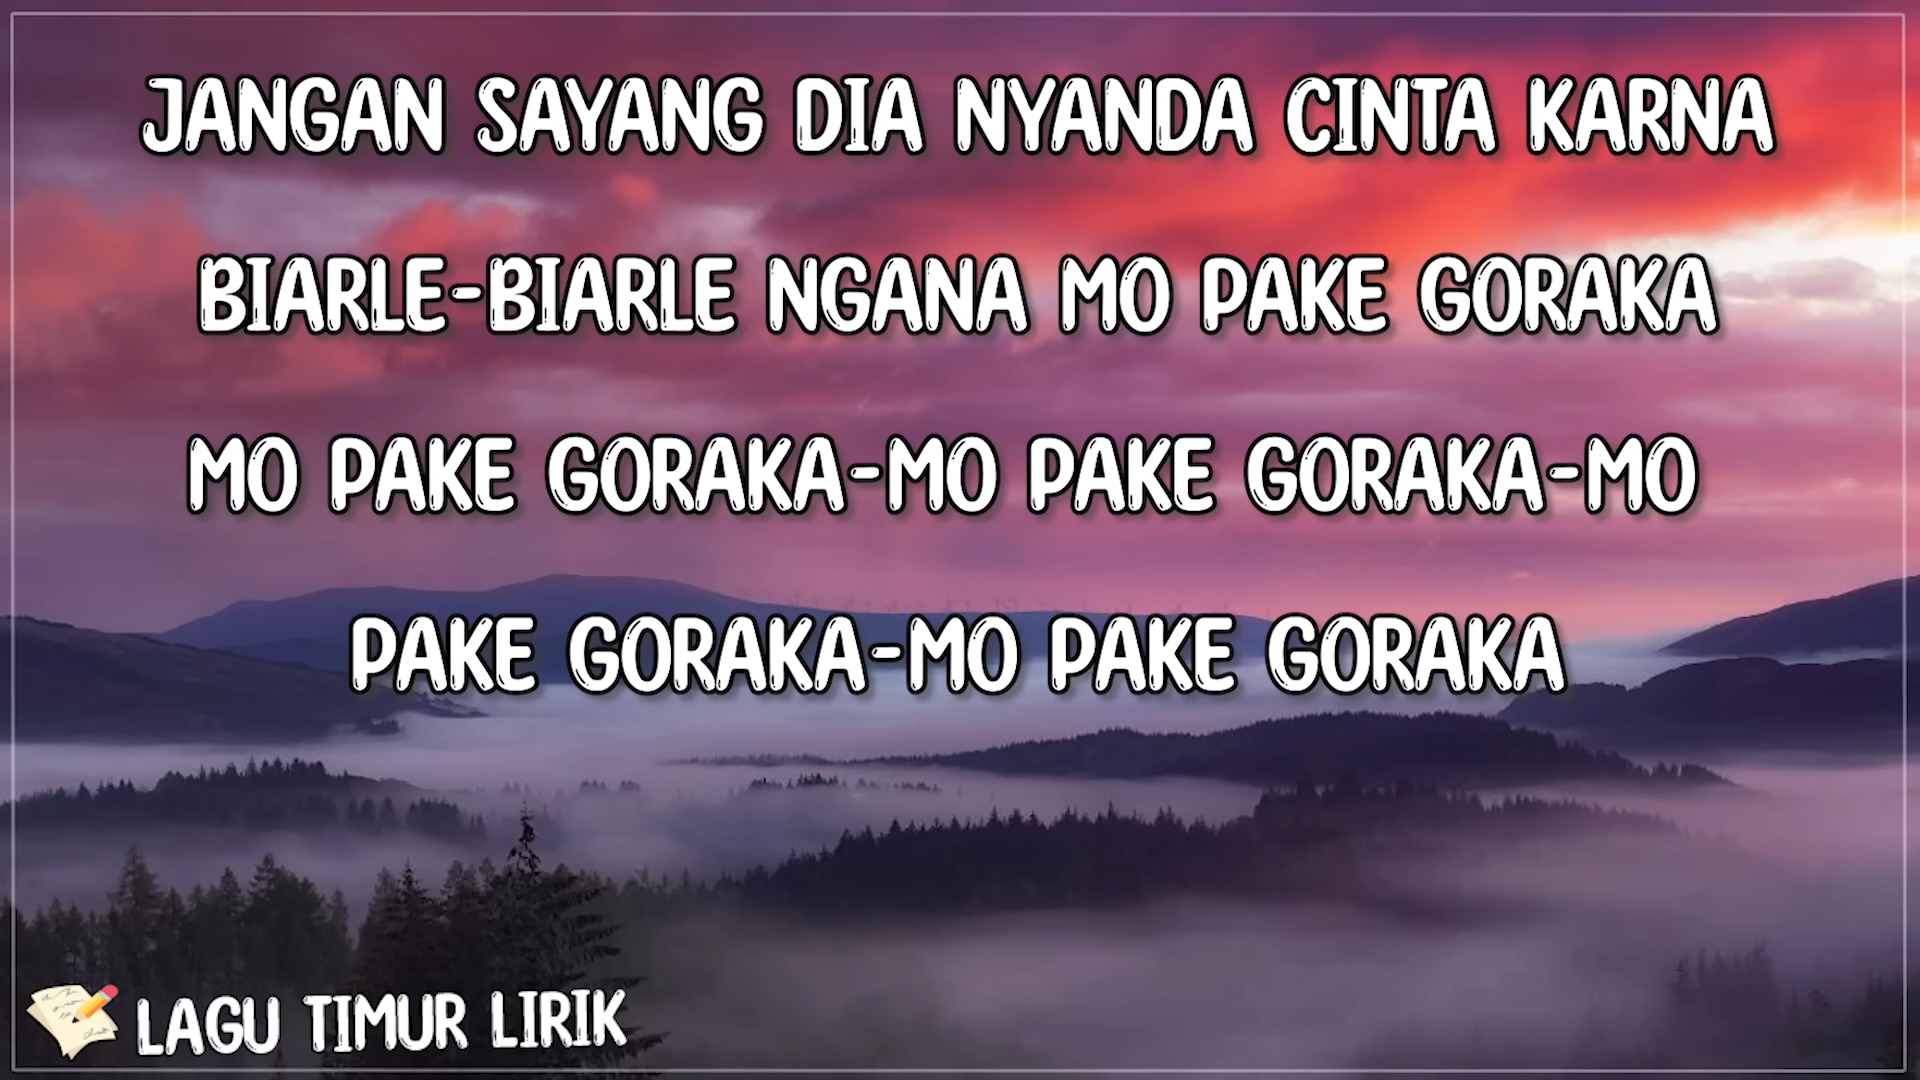 JANGAN SAYANG DIA NYANDA CINTA KARNA
BIARLE-BIARLE NGANA MO PAKE GORAKA
MO PAKE GORAKA-MO PAKE GORAKA-MO
PAKE GORAKA-MO PAKE GORAKA
LAGU TIMUR LIRIK